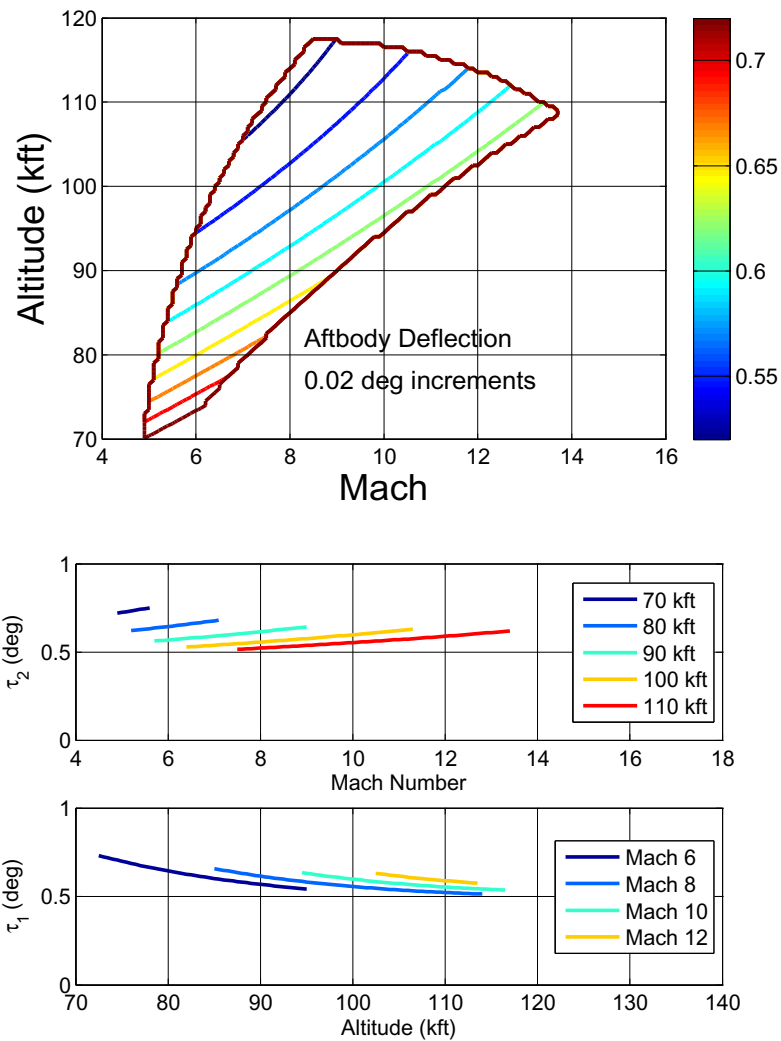 120
110
100
90
80
70
Altitude (kft)
4
6
8
10
12
14
16
Mach
Aftbody Deflection
0.02 deg increments
0.7
0.65
0.6
0.55
1
0.5
0
τ2 (deg)
4
6
8
10
12
14
16
18
Mach Number
70 kft
80 kft
90 kft
100 kft
110 kft
1
0.5
0
τ1 (deg)
70
80
90
100
110
120
130
140
Altitude (kft)
Mach 6
Mach 8
Mach 10
Mach 12